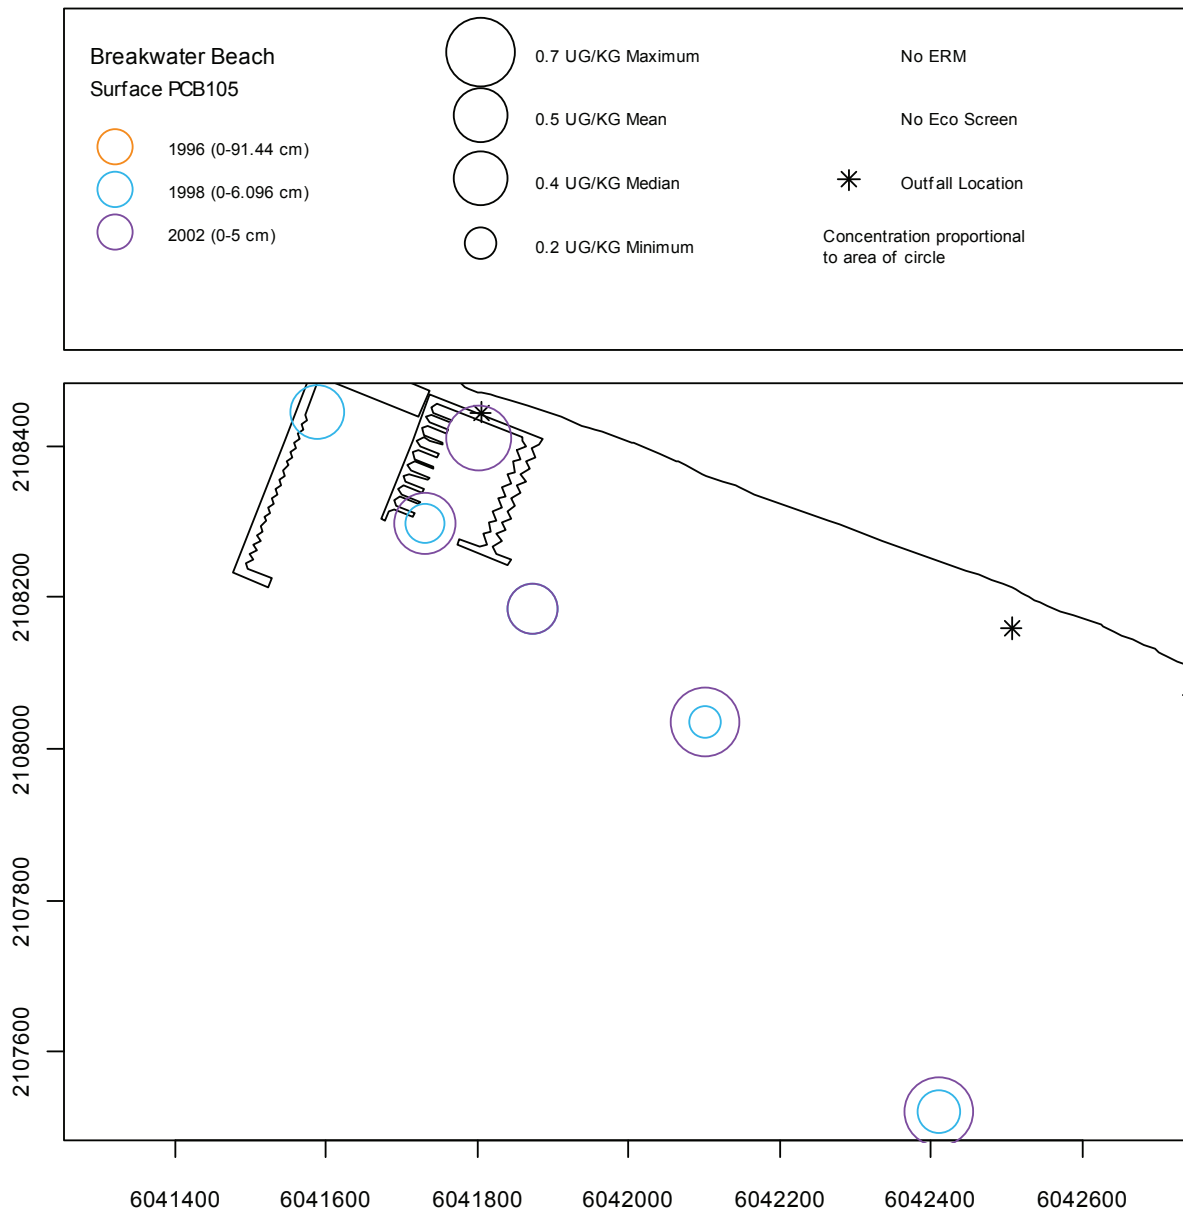 Breakwater Beach
Surface PCB105
1996 (0-91.44 cm)
1998 (0-6.096 cm)
2002 (0-5 cm)
0.7 UG/KG Maximum
0.5 UG/KG Mean
0.4 UG/KG Median
0.2 UG/KG Minimum
No ERM
No Eco Screen
Outfall Location
Concentration proportional
to area of circle
2108400
2108200
2108000
2107800
2107600
6041400
6041600
6041800
6042000
6042200
6042400
6042600